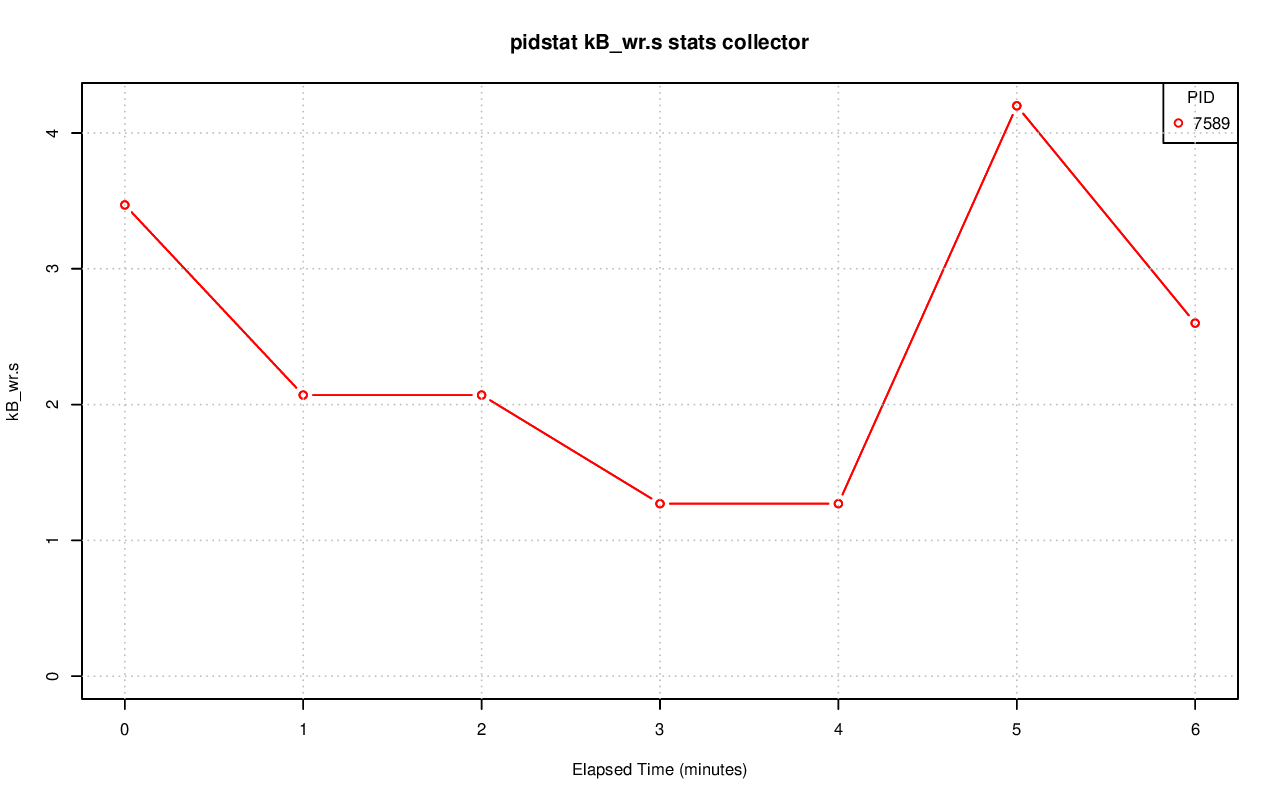 pidstat kB_wr.s stats collector
PID
7589
kB_wr.s
4
3
2
1
0
0 1 2 3 4 5 6
Elapsed Time (minutes)